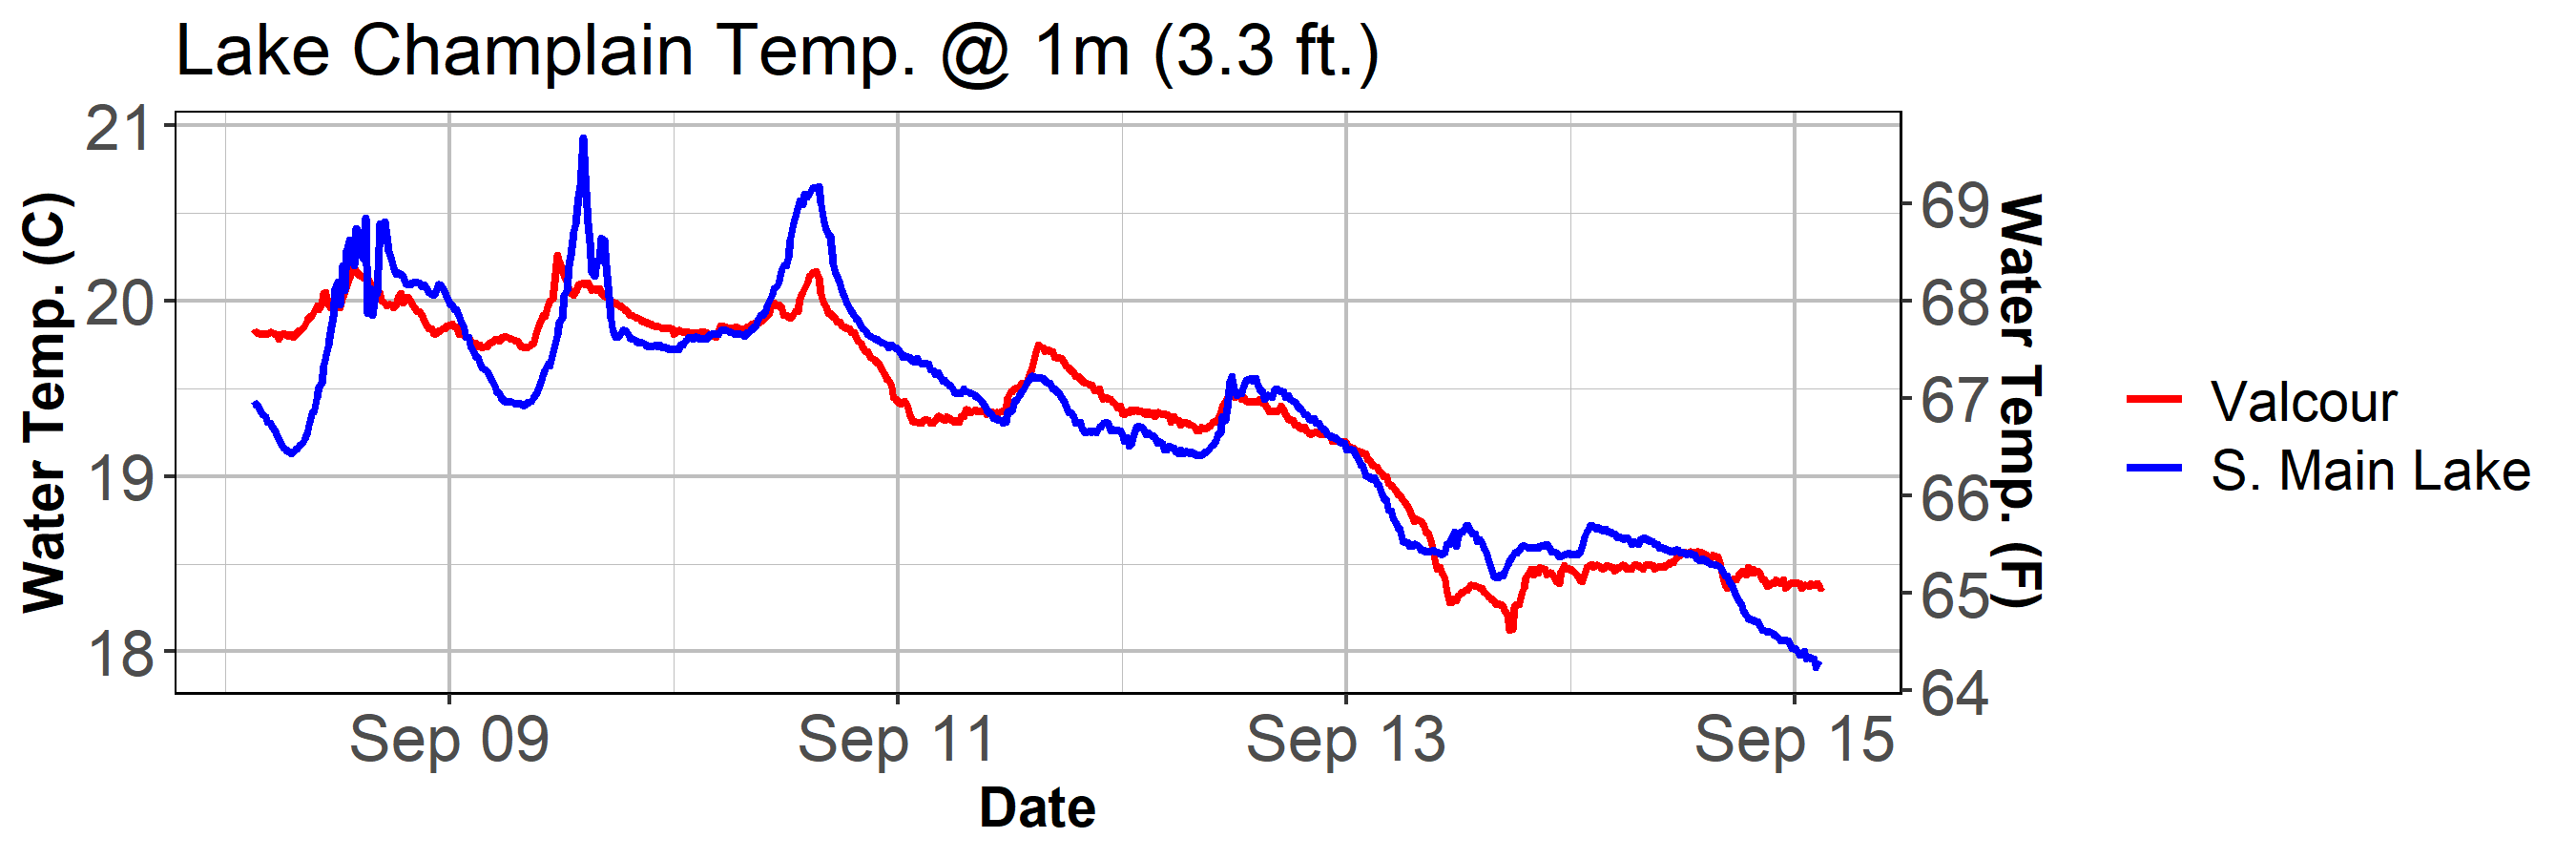 Lake Champlain Temp. @ 1m (3.3 ft.)
Water Temp. (C)
21
20
19
18
69
68
67
66
65
64
Water Temp. (F)
Valcour
S. Main Lake
Sep 09
Sep 11
Sep 13
Sep 15
Date